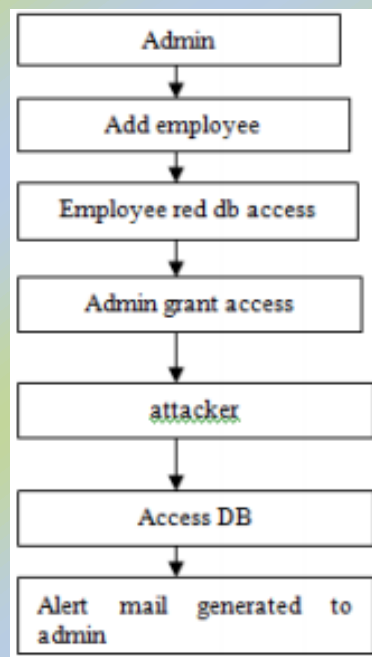 Admin
Add employee
Employee red db access
Admin grant access
attacker
Access DB
Alert mail generated to
admin